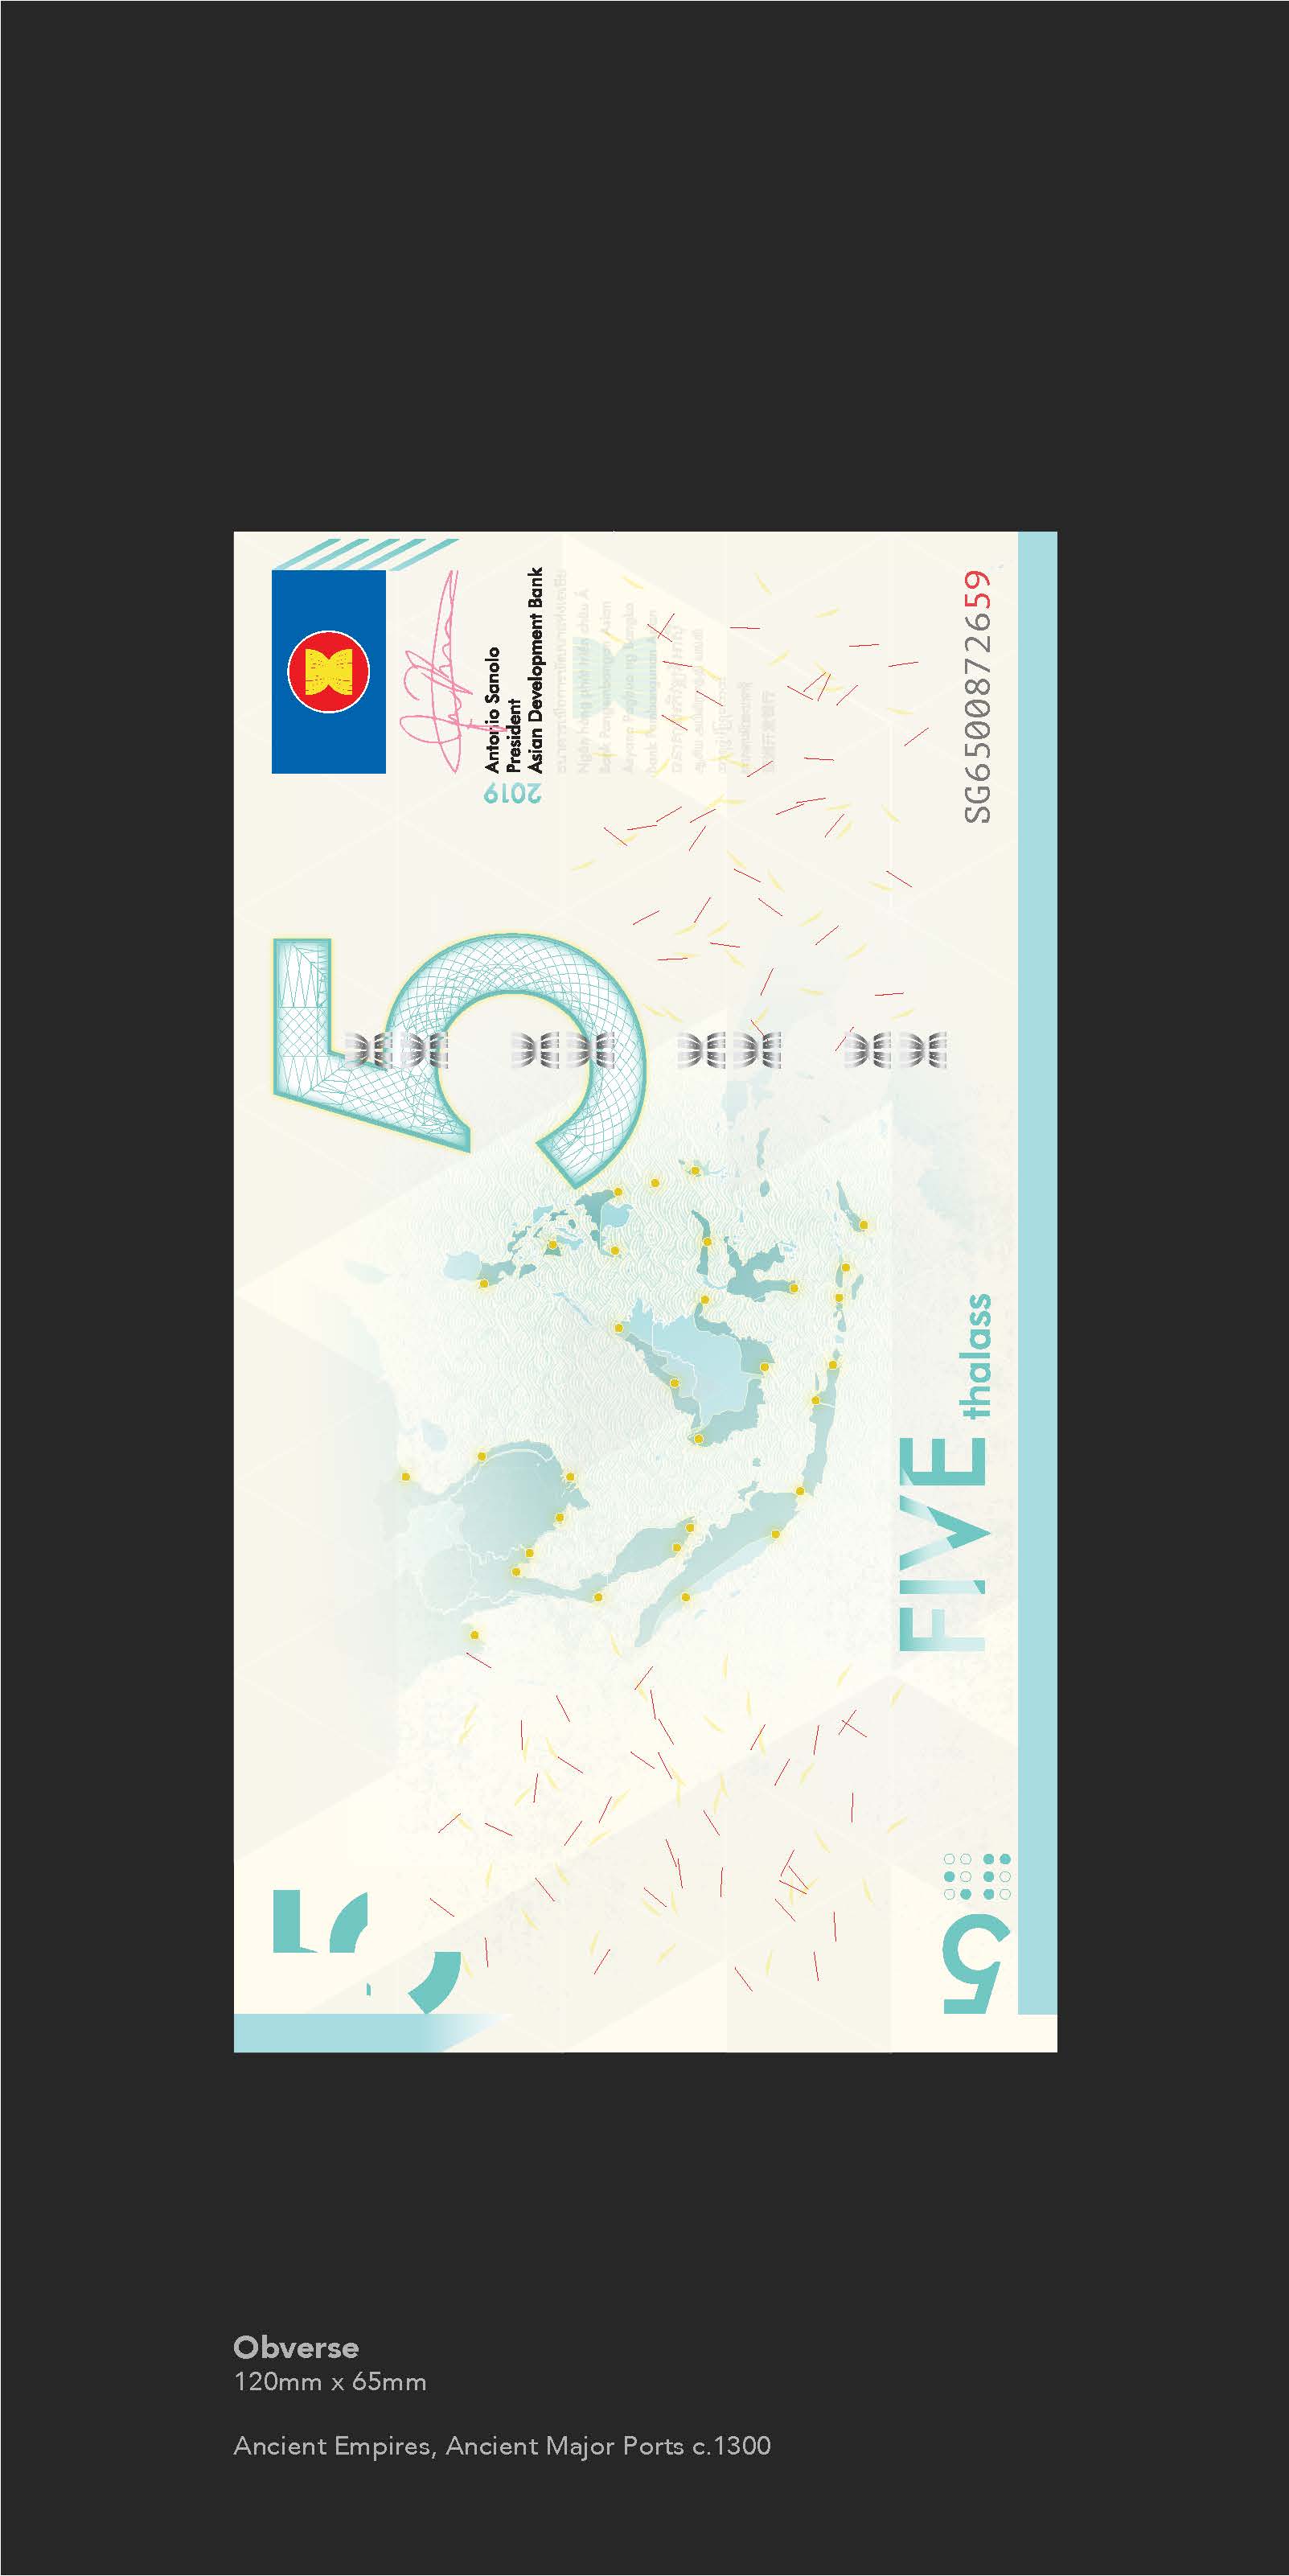 Antonio Sanolo
President
Asian Development Bank
2019
SG6500872659
5
FIVE
thalass
5
Obverse
120mm x 65mm
Ancient Empires, Ancient Major Ports c.1300